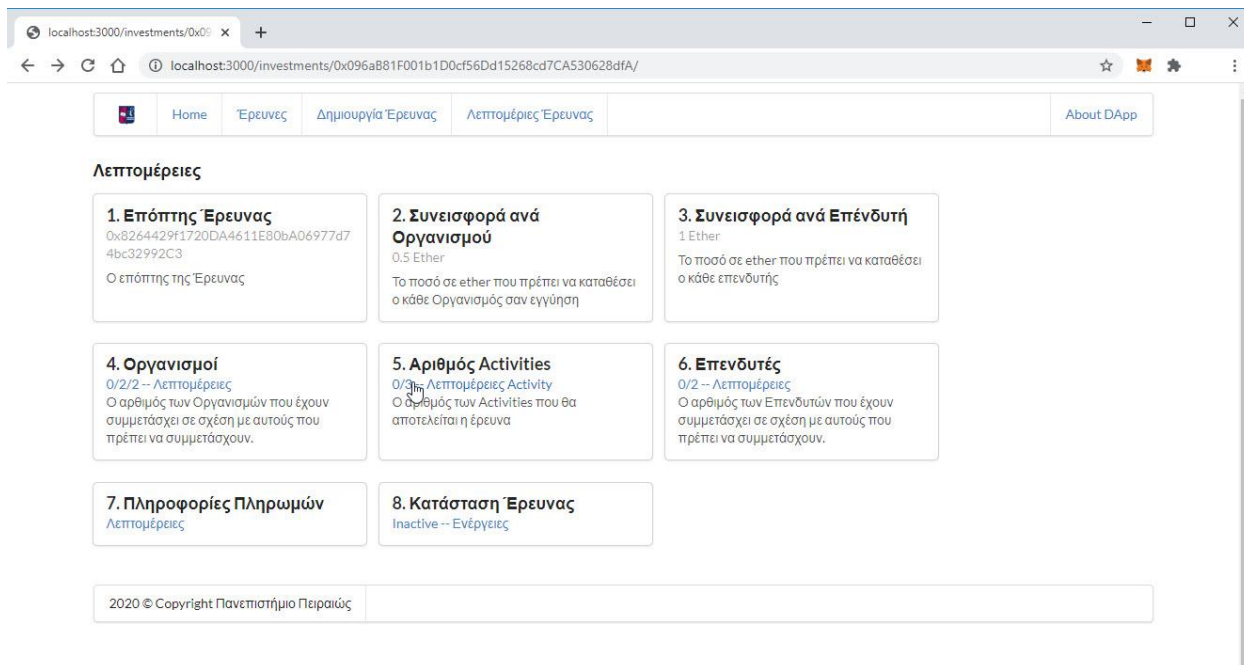 localhost:3000/investments/0x09
localhost:3000/investments/0x096aB81F001b1D0cf56Dd15268cd7CA530628dfA/
Home Έρευνες Δημιουργία Έρευνας Λεπτομέριες Έρευνας About DApp
Λεπτομέρειες
1. Επόπτης Έρευνας
0x8264429f1720DA4611E80bA06977d7
4bc32992C3
Ο επόπτης της Έρευνας
2. Συνεισφορά ανά
Οργανισμού
0.5 Ether
Το ποσό σε ether που πρέπει να καταθέσει
ο κάθε Οργανισμός σαν εγγύηση
3. Συνεισφορά ανά Επένδυτή
1 Ether
Το ποσό σε ether που πρέπει να καταθέσει
ο κάθε επενδυτής
4. Οργανισμοί
0/2/2 -- Λεπτομέρειες
Ο αρθιμός των Οργανισμών που έχουν
συμμετάσχει σε σχέση με αυτούς που
πρέπει να συμμετάσχουν.
5. Αριθμός Activities
0/3 -- Λεπτομέρειες Activity
Ο αριθμός των Activities που θα
αποτελείται η έρευνα
6. Επενδυτές
0/2 -- Λεπτομέρειες
Ο αρθιμός των Επενδυτών που έχουν
συμμετάσχει σε σχέση με αυτούς που
πρέπει να συμμετάσχουν.
7. Πληροφορίες Πληρωμών
Λεπτομέρειες
8. Κατάσταση Έρευνας
Inactive -- Ενέργειες
2020 © Copyright Πανεπιστήμιο Πειραιώς